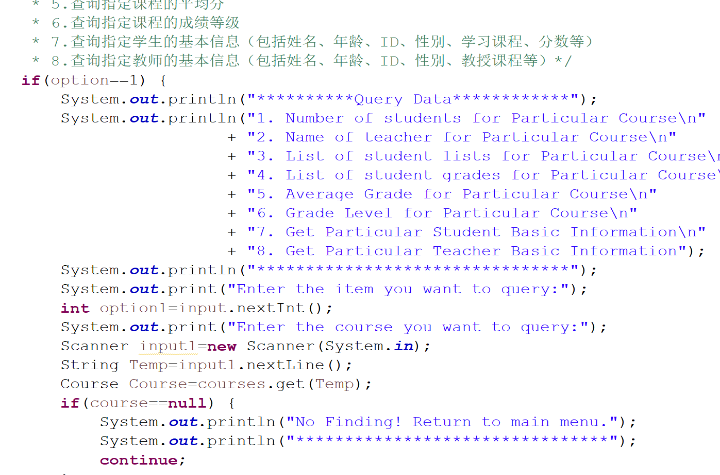 * 5.查询指定课程的平均分
* 6.查询指定课程的成绩等级
* 7.查询指定学生的基本信息（包括姓名、年龄、ID、性别、学习课程、分数等）
* 8.查询指定教师的基本信息（包括姓名、年龄、ID、性别、教授课程等）*/
if(option==1) {
System.out.println("**********Query Data************");
System.out.println("1. Number of students for Particular Course\n"
+ "2. Name of teacher for Particular Course\n"
+ "3. List of student lists for Particular Course\n
+ "4. List of student grades for Particular Course\
+ "5. Average Grade for Particular Course\n"
+ "6. Grade Level for Particular Course\n"
+ "7. Get Particular Student Basic Information\n"
+ "8. Get Particular Teacher Basic Information");
System.out.println("********************************");
System.out.print("Enter the item you want to query:");
int option1=input.nextInt();
System.out.print("Enter the course you want to query:");
Scanner input1=new Scanner(System.in);
String Temp=input1.nextLine();
Course Course=courses.get(Temp);
if(course==null) {
System.out.println("No Finding! Return to main menu.");
System.out.println("********************************");
continue;